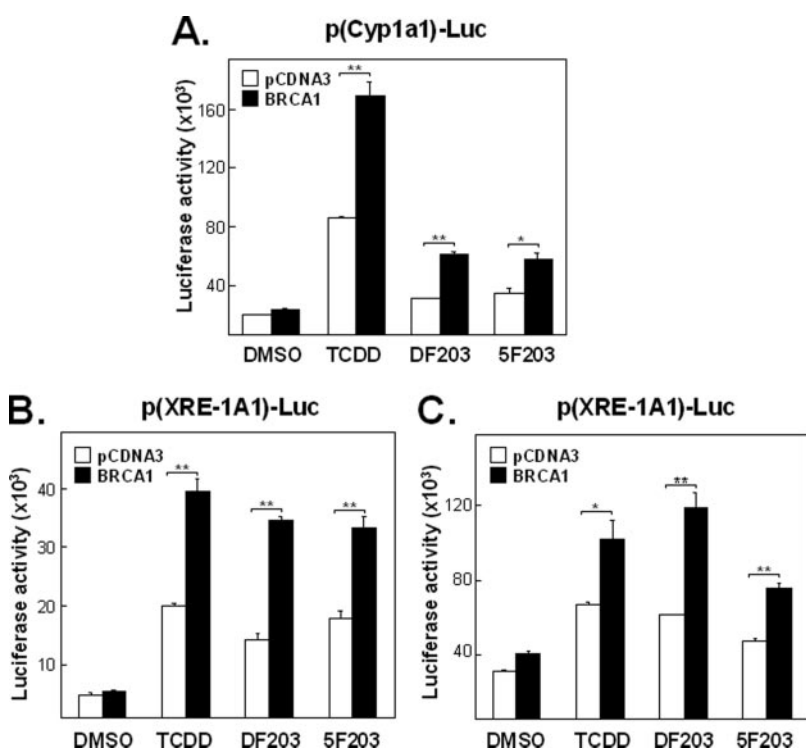 A. p(Cyp1a1)-Luc
pCDNA3
BRCA1
Luciferase activity (x10³)
160
120
80
40
**
**
*
DMSO TCDD DF203 5F203
B. p(XRE-1A1)-Luc
pCDNA3
BRCA1
Luciferase activity (x10³)
40
30
20
10
**
**
**
DMSO TCDD DF203 5F203
C. p(XRE-1A1)-Luc
pCDNA3
BRCA1
Luciferase activity (x10³)
120
80
40
*
**
**
DMSO TCDD DF203 5F203